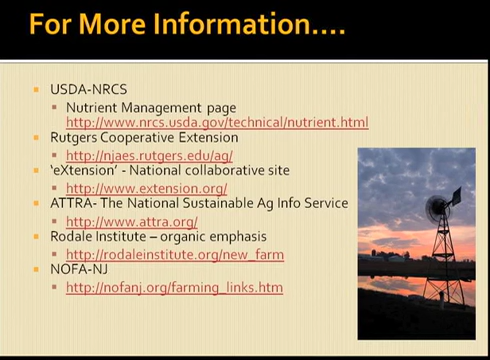 For More Information....
USDA-NRCS
Nutrient Management page
http://www.nrcs.usda.gov/technical/nutrient.html
Rutgers Cooperative Extension
http://njaes.rutgers.edu/ag/
'eXtension' - National collaborative site
http://www.extension.org/
ATTRA- The National Sustainable Ag Info Service
http://www.attra.org/
Rodale Institute – organic emphasis
http://rodaleinstitute.org/new_farm
NOFA-NJ
http://nofanj.org/farming_links.htm